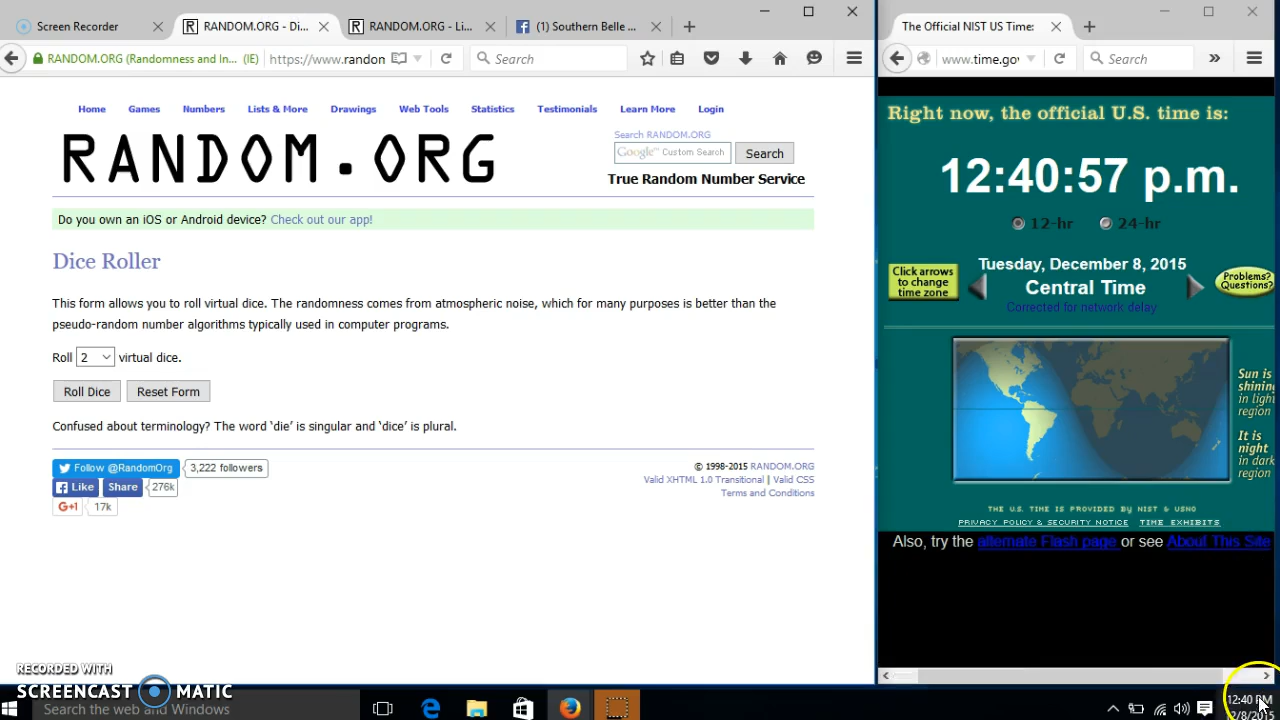 Screen Recorder
RANDOM.ORG - Di...
RANDOM.ORG - Li...
(1) Southern Belle ...
RANDOM.ORG (Randomness and In... (IE)
https://www.random
Search
Home Games Numbers Lists & More Drawings Web Tools Statistics Testimonials Learn More Login
RANDOM.ORG
Search RANDOM.ORG
Google™ Custom Search
Search
True Random Number Service
Do you own an iOS or Android device? Check out our app!
Dice Roller
This form allows you to roll virtual dice. The randomness comes from atmospheric noise, which for many purposes is better than the
pseudo-random number algorithms typically used in computer programs.
Roll 2 virtual dice.
Roll Dice Reset Form
Confused about terminology? The word ‘die’ is singular and ‘dice’ is plural.
Follow @RandomOrg 3,222 followers
Like Share 276k
G+1 17k
© 1998-2015 RANDOM.ORG
Valid XHTML 1.0 Transitional | Valid CSS
Terms and Conditions
The Official NIST US Time:
www.time.gov
Search
Right now, the official U.S. time is:
12:40:57 p.m.
12-hr 24-hr
Click arrows
to change
time zone
Tuesday, December 8, 2015
Central Time
Corrected for network delay
Problems?
Questions?
Sun is
shining
in light
region
It is
night
in dark
region
THE U.S. TIME IS PROVIDED BY NIST & USNO
PRIVACY POLICY & SECURITY NOTICE TIME EXHIBITS
Also, try the alternate Flash page or see About This Site
RECORDED WITH
SCREENCAST MATIC
Search the web and Windows
12:40 PM
12/8/2015